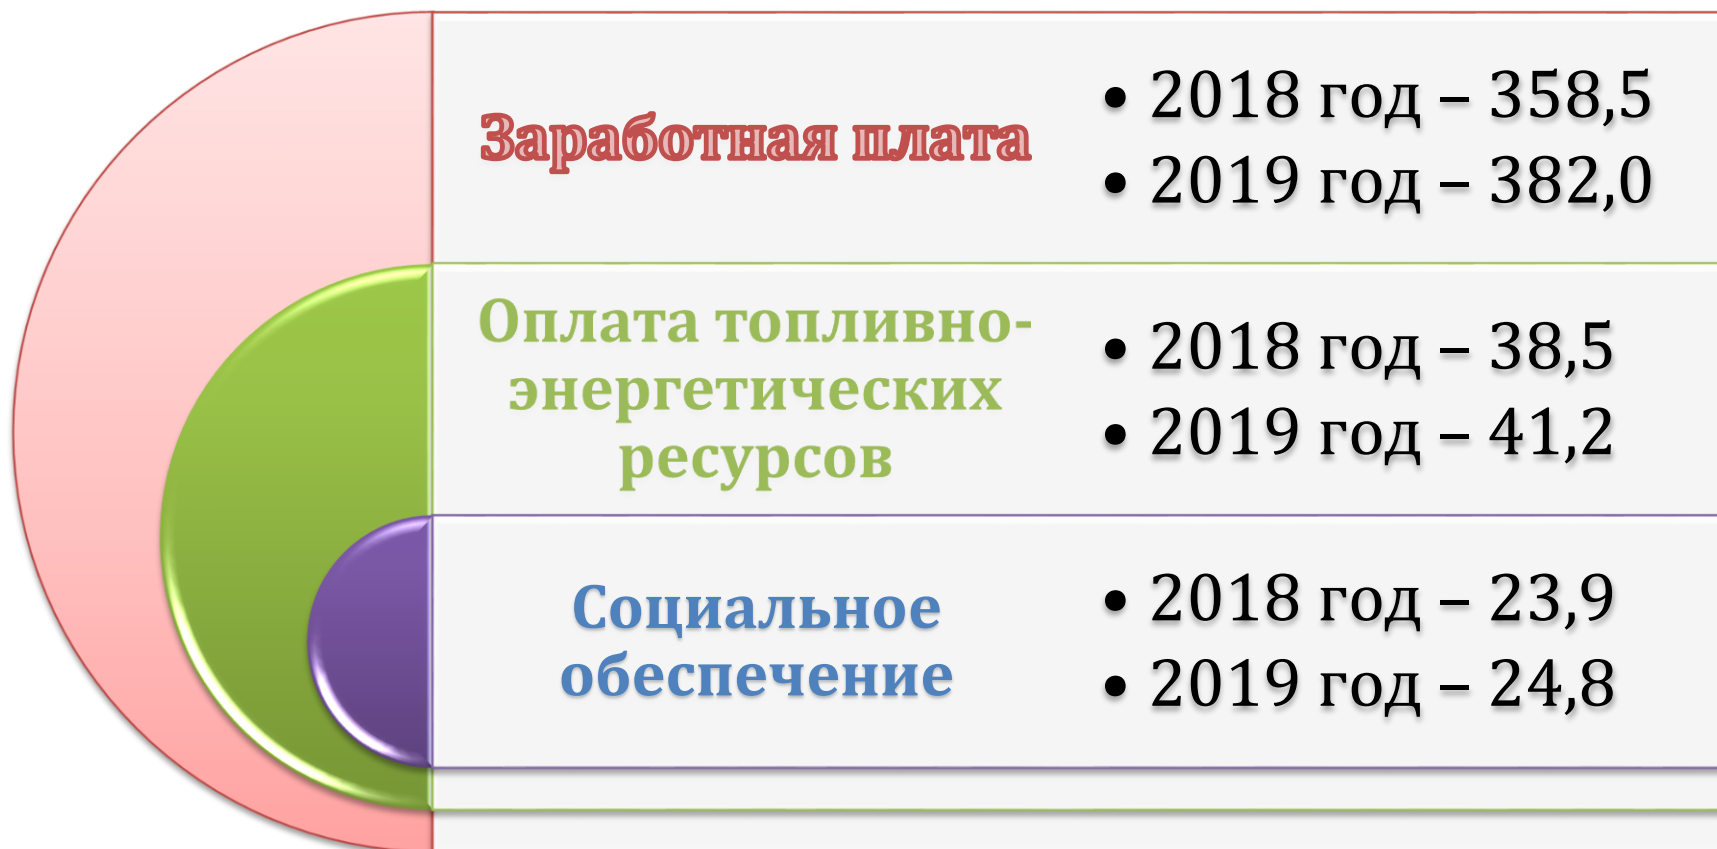 Заработная плата
• 2018 год – 358,5
• 2019 год – 382,0
Оплата топливно-
энергетических
ресурсов
• 2018 год – 38,5
• 2019 год – 41,2
Социальное
обеспечение
• 2018 год – 23,9
• 2019 год – 24,8